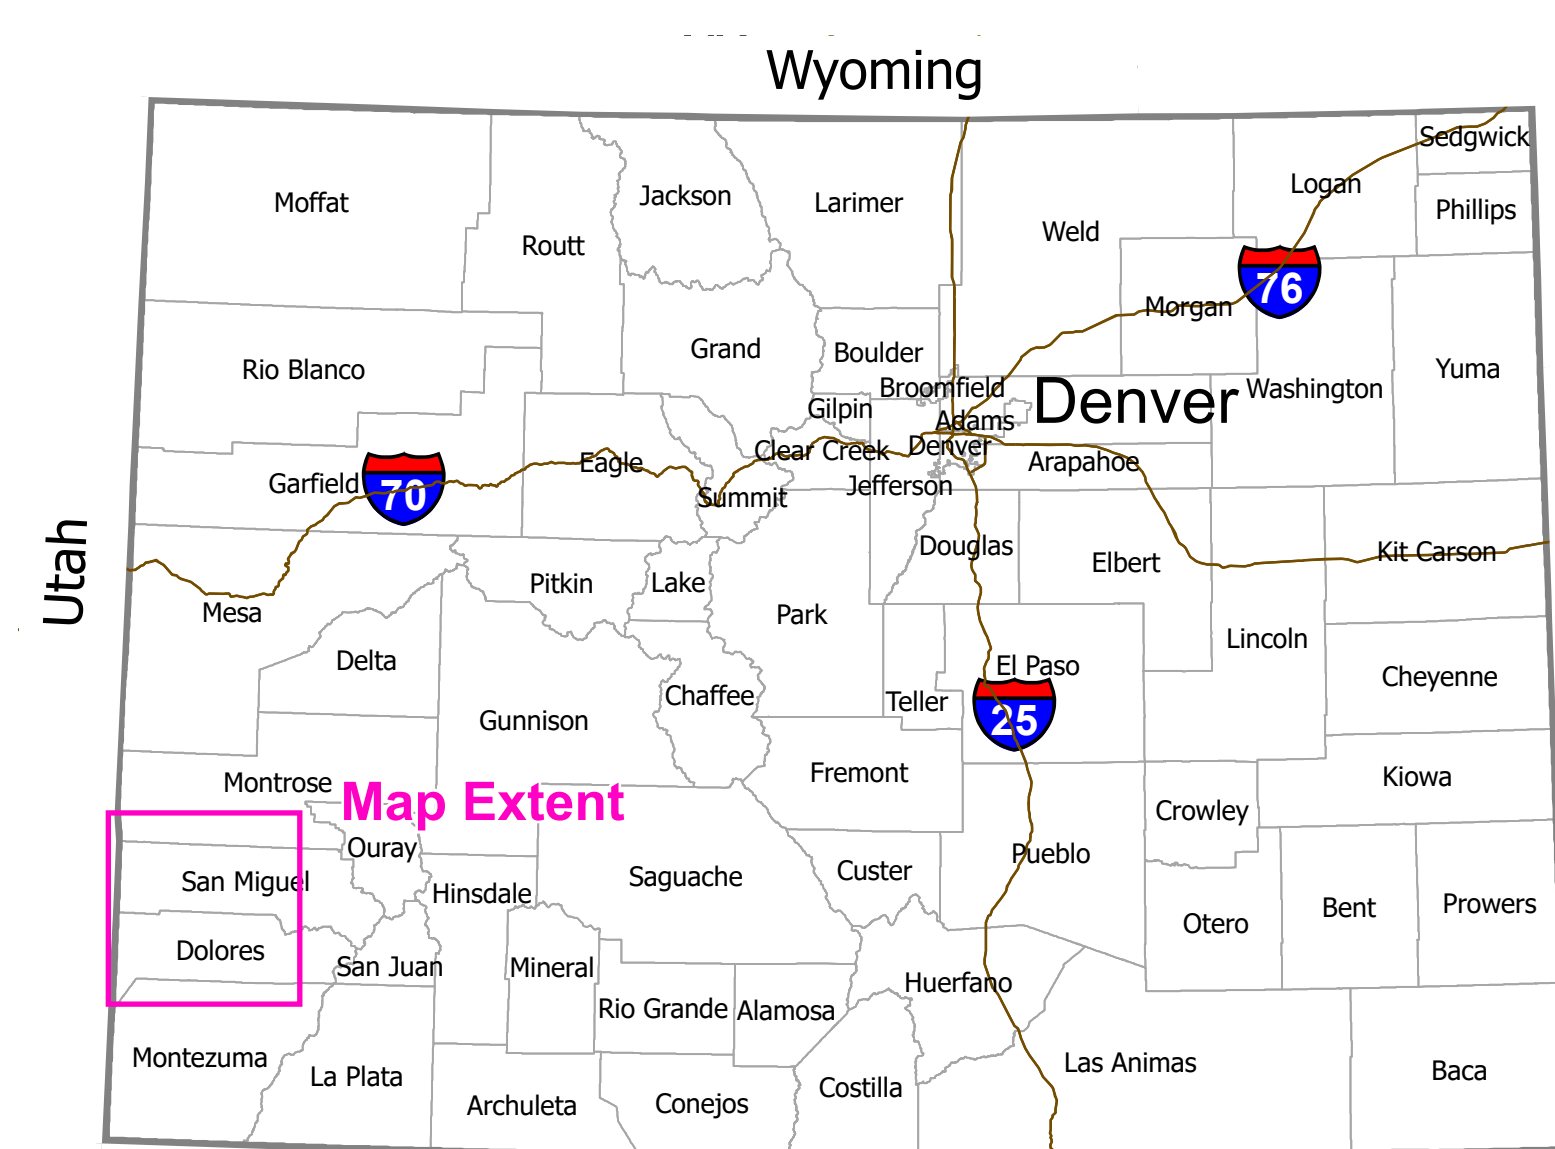 Wyoming
Sedgwick
Logan
Moffat
Jackson
Larimer
Phillips
Weld
Routt
76
Morgan
Grand
Boulder
Rio Blanco
Yuma
Broomfield
Denver
Washington
Gilpin
Adams
Clear Creek
Denver
Eagle
Arapahoe
Garfield
70
Summit
Jefferson
Utah
Douglas
Kit Carson
Elbert
Pitkin
Lake
Mesa
Park
Lincoln
Delta
El Paso
Cheyenne
Chaffee
Teller
Gunnison
25
Fremont
Kiowa
Montrose
Map Extent
Crowley
Ouray
Pueblo
Custer
San Miguel
Saguache
Hinsdale
Prowers
Bent
Otero
Dolores
San Juan
Mineral
Huerfano
Rio Grande
Alamosa
Montezuma
Las Animas
La Plata
Baca
Costilla
Archuleta
Conejos